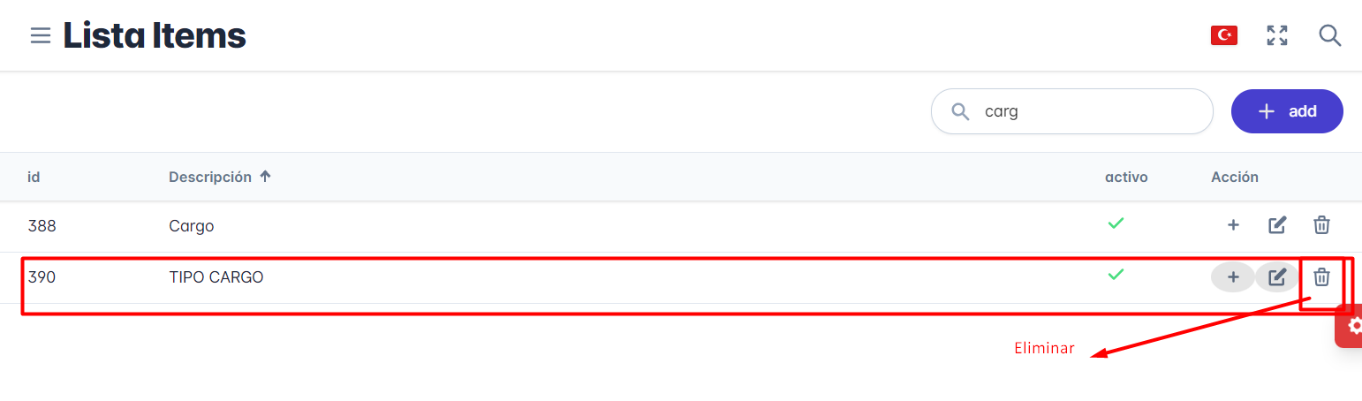 Lista Items
carg
+ add
id Descripción ↑ activo Acción
388 Cargo
390 TIPO CARGO
Eliminar